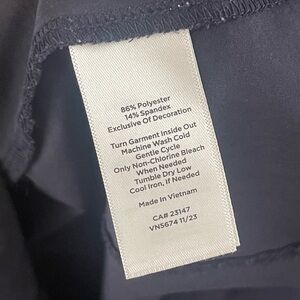 86% Polyester
14% Spandex
Exclusive Of Decoration
Turn Garment Inside Out
Machine Wash Cold
Gentle Cycle
Only Non-Chlorine Bleach
When Needed
Tumble Dry Low
Cool Iron, If Needed
Made In Vietnam
CA# 23147
VN5674 11/23